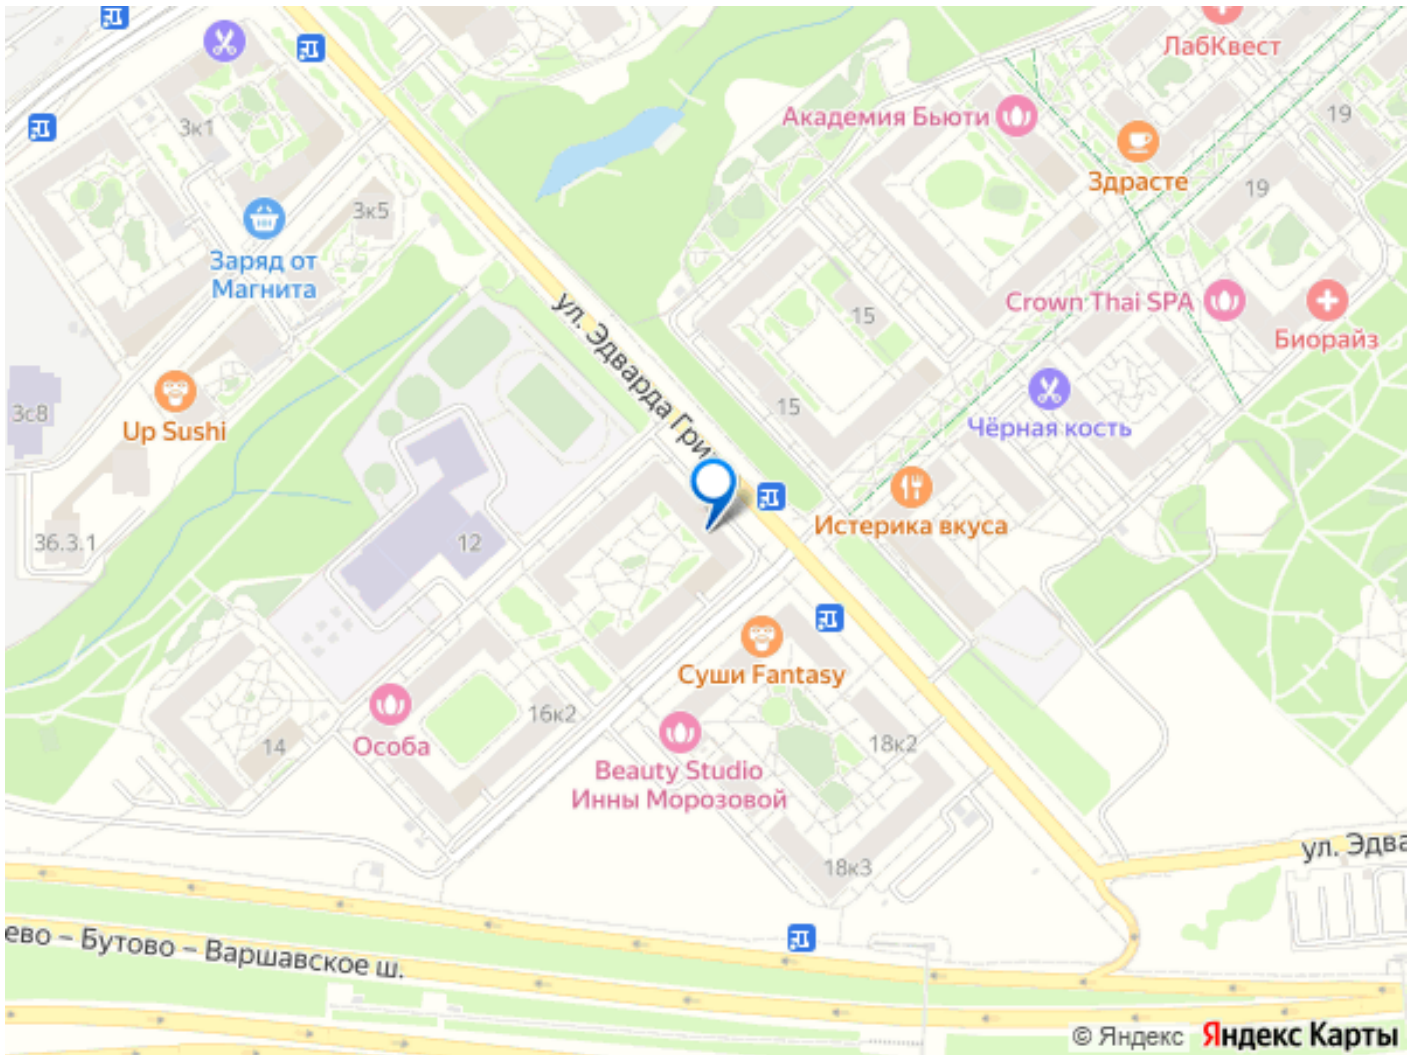 ЛабКвест
Академия Бьюти
3к1
19
Здрасте
19
3к5
Заряд от
Магнита
Crown Thai SPA
15
Биорайз
ул. Эдварда Гри
3с8
Up Sushi
15
Чёрная кость
Истерика вкуса
36.3.1
12
Суши Fantasy
16к2
Особа
14
18к2
Beauty Studio
Инны Морозовой
18к3
ул. Эдва
ево – Бутово – Варшавское ш.
© Яндекс Яндекс Карты